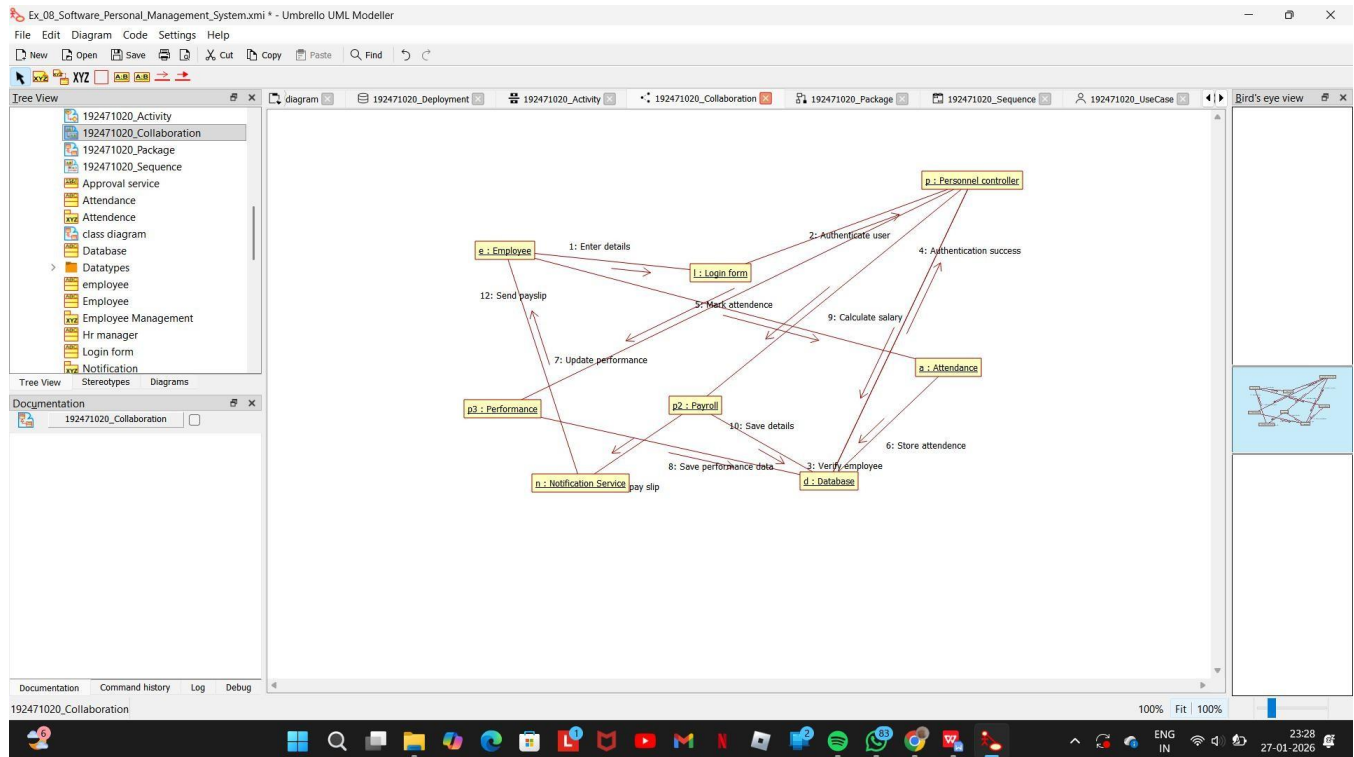 Ex_08_Software_Personal_Management_System.xmi * - Umbrello UML Modeller
File Edit Diagram Code Settings Help
New Open Save Cut Copy Paste Find
XYZ XYZ A:B A:B
Tree View
diagram 192471020_Deployment 192471020_Activity 192471020_Collaboration 192471020_Package 192471020_Sequence 192471020_UseCase
Bird's eye view
192471020_Activity
192471020_Collaboration
192471020_Package
192471020_Sequence
Approval service
Attendance
Attendence
class diagram
Database
Datatypes
employee
Employee
Employee Management
Hr manager
Login form
Notification
Tree View Stereotypes Diagrams
Documentation
192471020_Collaboration
p : Personnel controller
2: Authenticate user
e : Employee
1: Enter details
4: Authentication success
l : Login form
12: Send payslip
5: Mark attendence
9: Calculate salary
7: Update performance
a : Attendance
p3 : Performance
p2 : Payroll
10: Save details
6: Store attendence
8: Save performance data
3: Verify employee
n : Notification Service
pay slip
d : Database
Documentation Command history Log Debug
192471020_Collaboration
100% Fit 100%
6
1
2
83
ENG
IN
23:28
27-01-2026